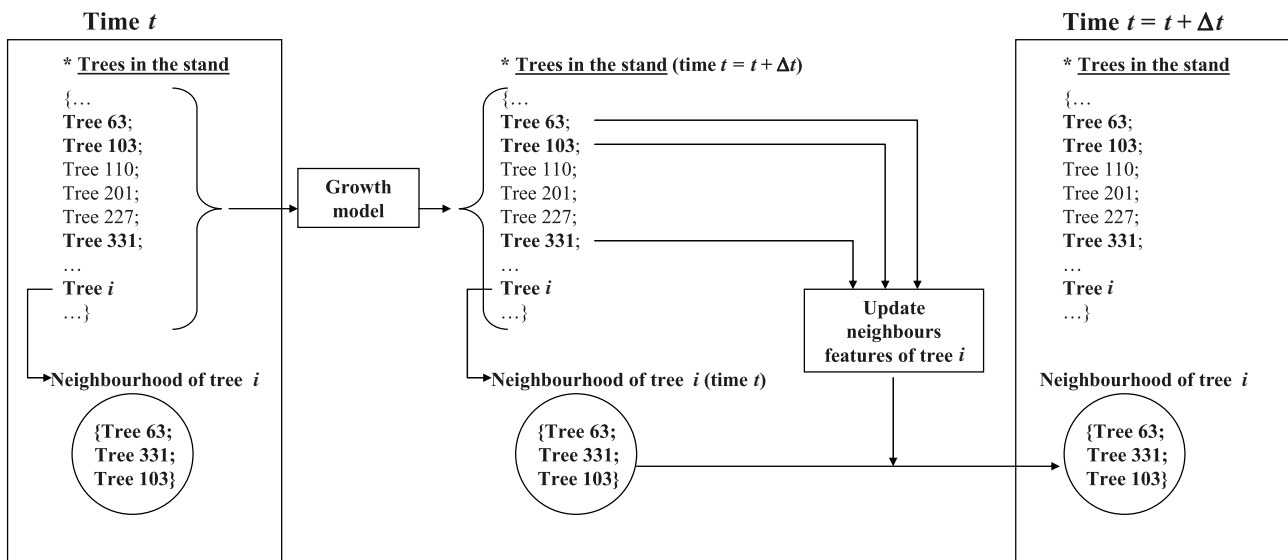 Time t
* Trees in the stand
{…
Tree 63;
Tree 103;
Tree 110;
Tree 201;
Tree 227;
Tree 331;
…
Tree i
…}
Neighbourhood of tree i
{Tree 63;
Tree 331;
Tree 103}
Growth
model
* Trees in the stand (time t = t + Δt)
{…
Tree 63;
Tree 103;
Tree 110;
Tree 201;
Tree 227;
Tree 331;
…
Tree i
…}
Neighbourhood of tree i (time t)
{Tree 63;
Tree 331;
Tree 103}
Update
neighbours
features of tree i
Time t = t + Δt
* Trees in the stand
{…
Tree 63;
Tree 103;
Tree 110;
Tree 201;
Tree 227;
Tree 331;
…
Tree i
…}
Neighbourhood of tree i
{Tree 63;
Tree 331;
Tree 103}